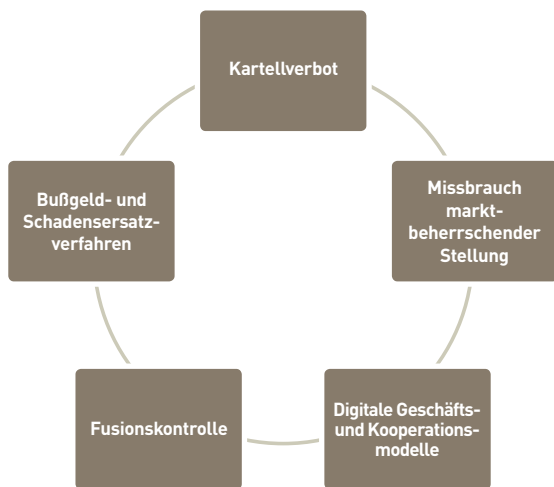 Kartellverbot
Missbrauch
markt-
beherrschender
Stellung
Digitale Geschäfts-
und Kooperations-
modelle
Fusionskontrolle
Bußgeld- und
Schadensersatz-
verfahren